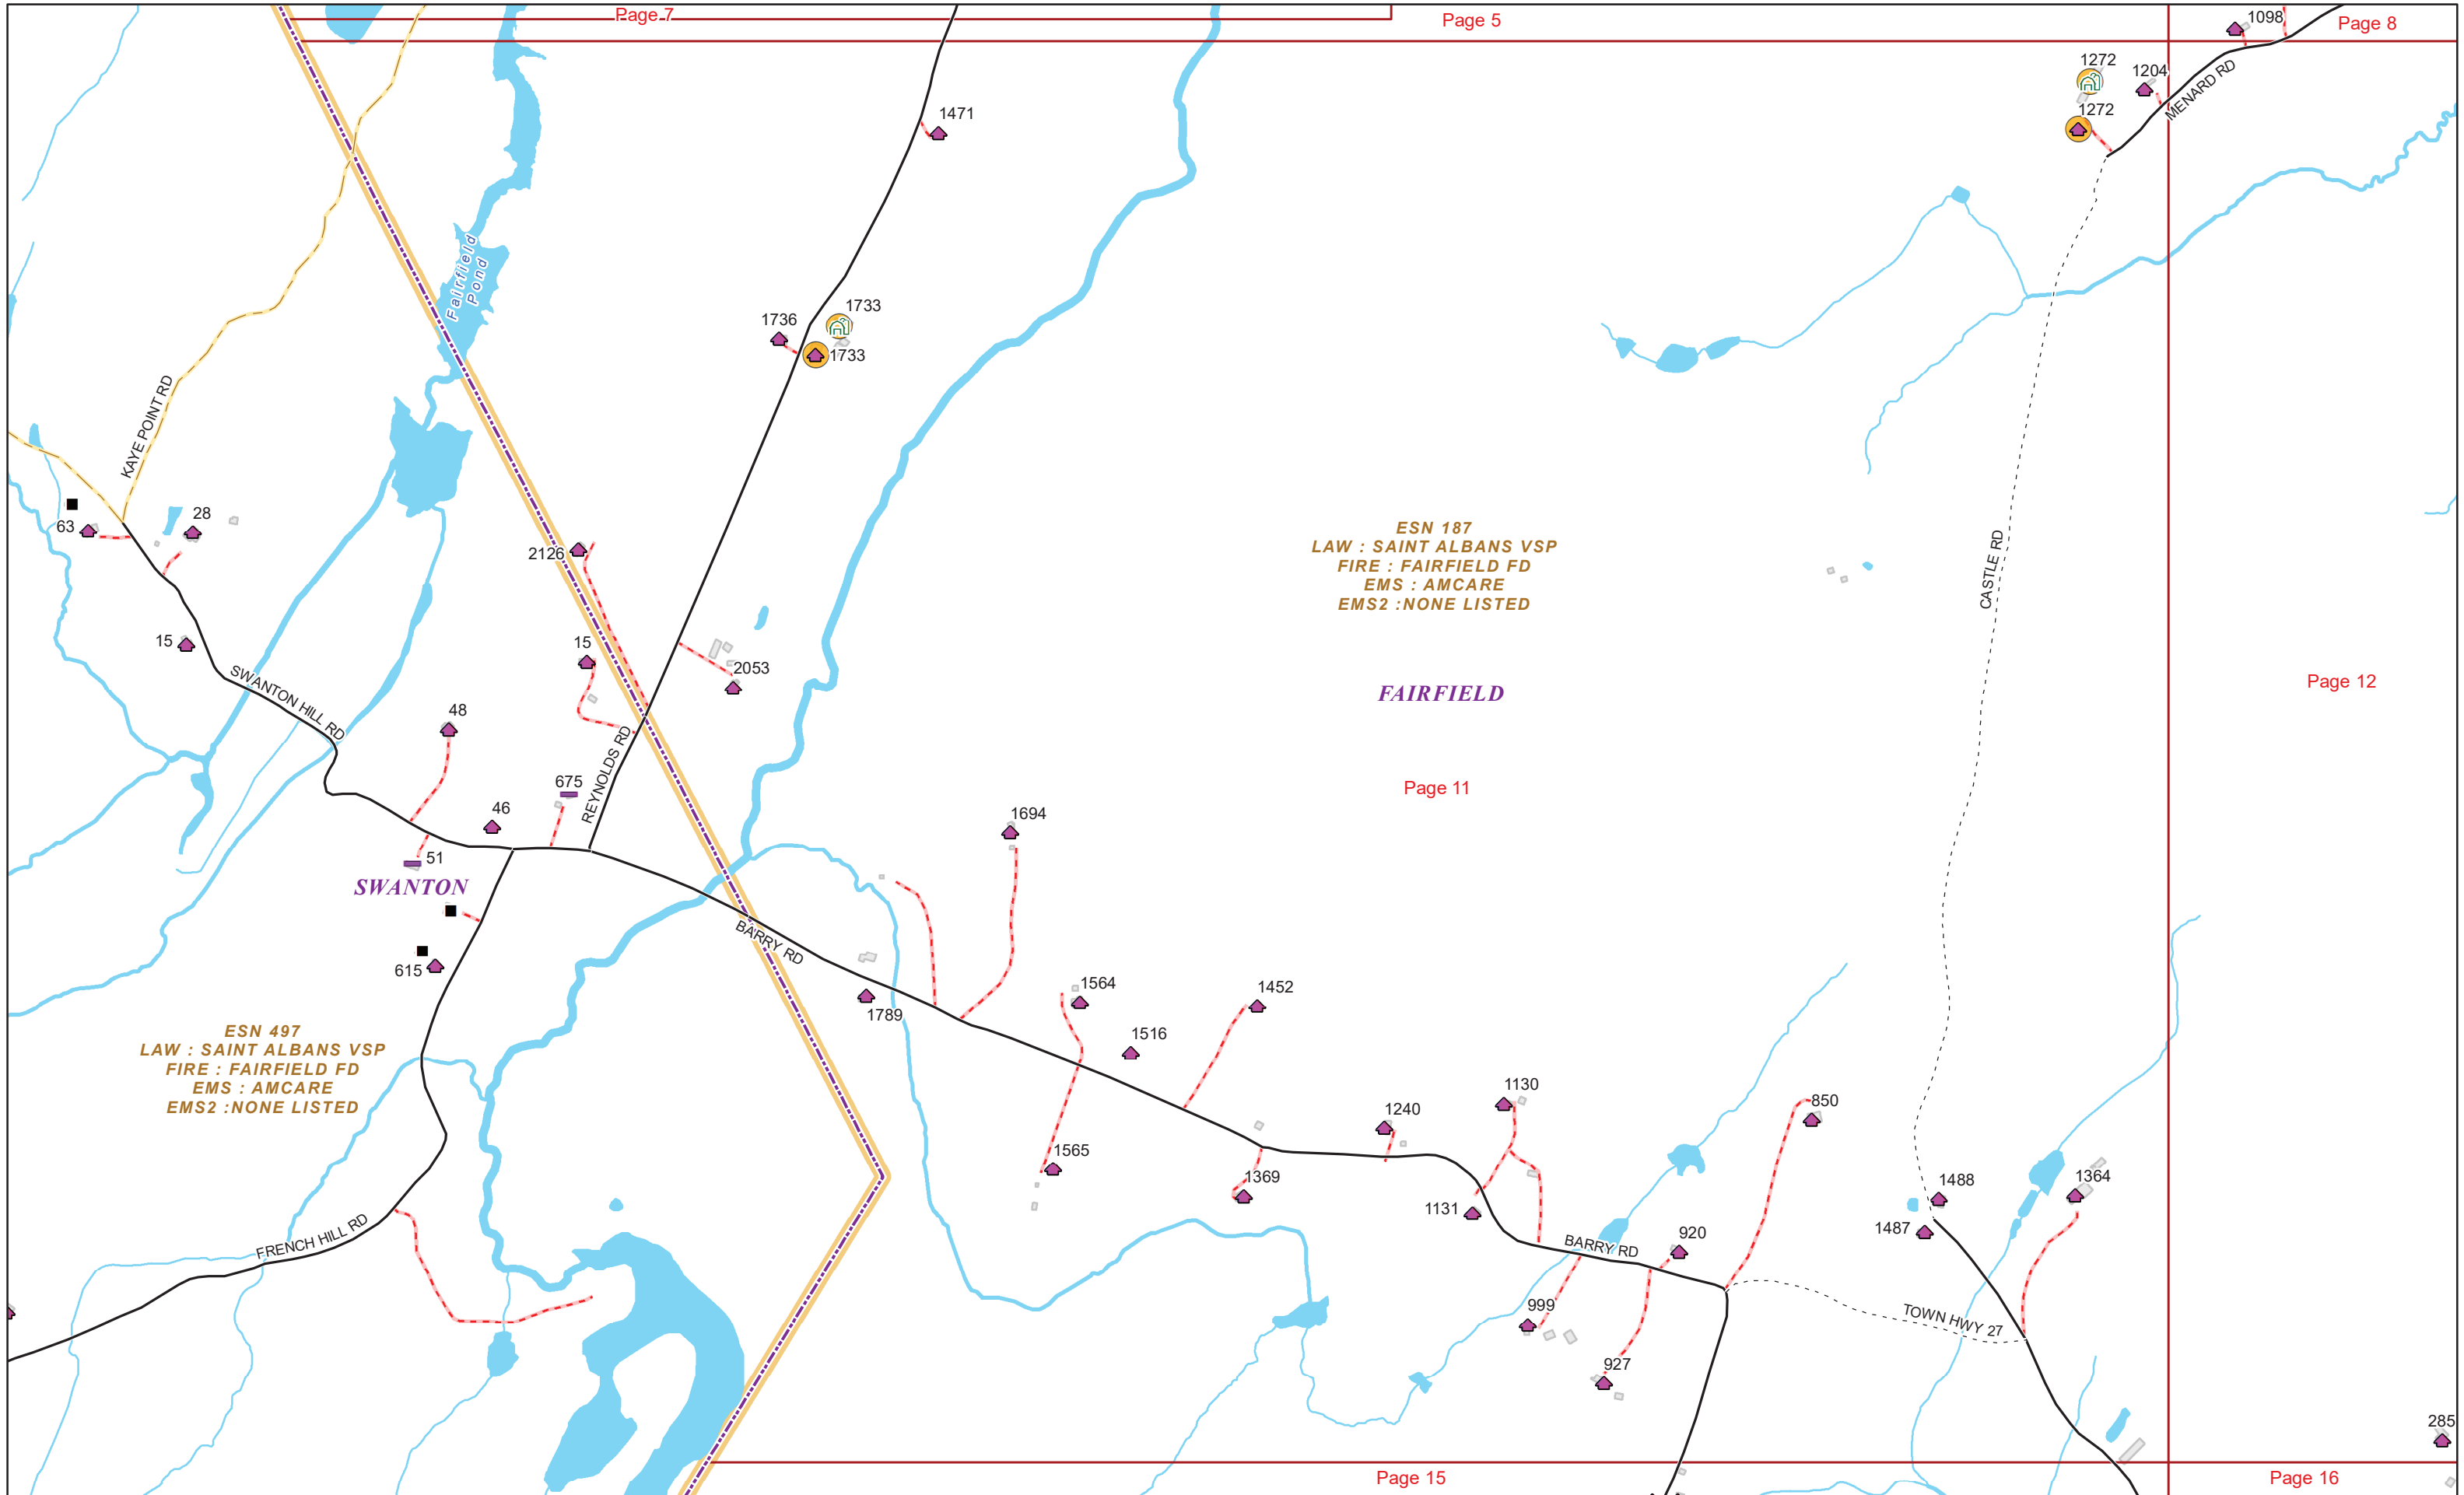 Page 7
Page 5
1098
Page 8
1272
1204
MENARD RD
1272
1471
Fairfield
Pond
1736
1733
1733
KAYE POINT RD
63
28
2126
ESN 187
LAW : SAINT ALBANS VSP
FIRE : FAIRFIELD FD
EMS : AMCARE
EMS2 :NONE LISTED
CASTLE RD
15
15
2053
SWANTON HILL RD
FAIRFIELD
Page 12
48
REYNOLDS RD
675
Page 11
46
1694
51
SWANTON
BARRY RD
615
1564
1452
1789
1516
ESN 497
LAW : SAINT ALBANS VSP
FIRE : FAIRFIELD FD
EMS : AMCARE
EMS2 :NONE LISTED
1130
1240
850
1565
1369
1488
1364
1131
1487
FRENCH HILL RD
BARRY RD
920
999
TOWN HWY 27
927
285
Page 15
Page 16